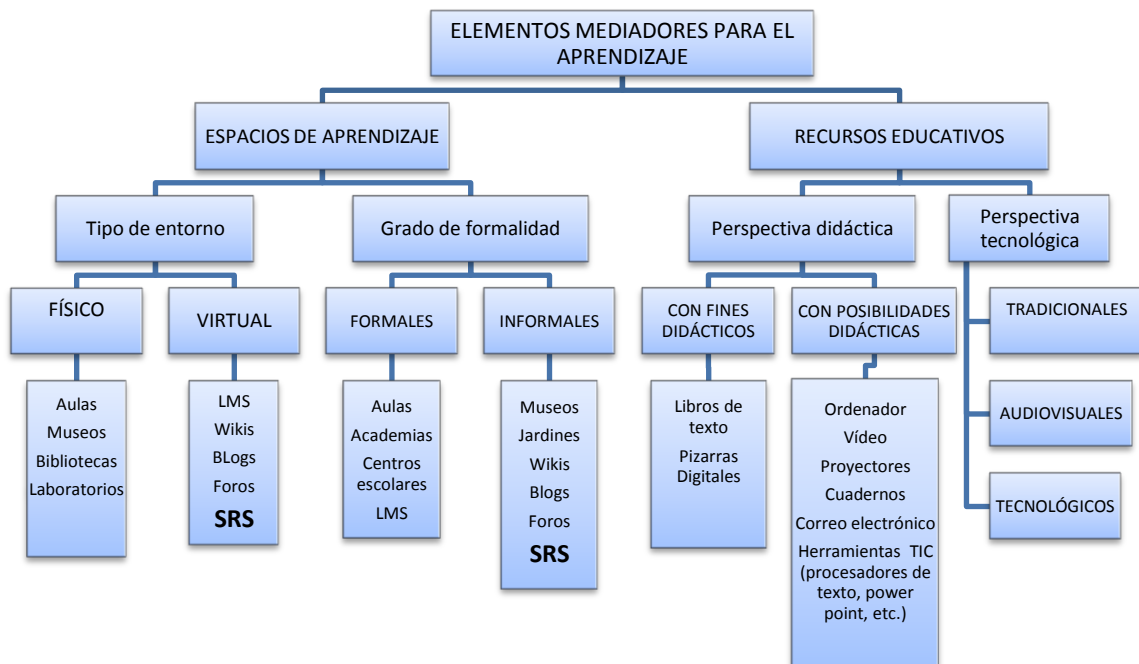 ELEMENTOS MEDIADORES PARA EL
APRENDIZAJE
ESPACIOS DE APRENDIZAJE
RECURSOS EDUCATIVOS
Tipo de entorno
Grado de formalidad
Perspectiva didáctica
Perspectiva
tecnológica
FÍSICO
VIRTUAL
FORMALES
INFORMALES
CON FINES
DIDÁCTICOS
CON POSIBILIDADES
DIDÁCTICAS
TRADICIONALES
AUDIOVISUALES
TECNOLÓGICOS
Aulas
Museos
Bibliotecas
Laboratorios
LMS
Wikis
BLogs
Foros
SRS
Aulas
Academias
Centros
escolares
LMS
Museos
Jardines
Wikis
Blogs
Foros
SRS
Libros de
texto
Pizarras
Digitales
Ordenador
Vídeo
Proyectores
Cuadernos
Correo electrónico
Herramientas TIC
(procesadores de
texto, power
point, etc.)